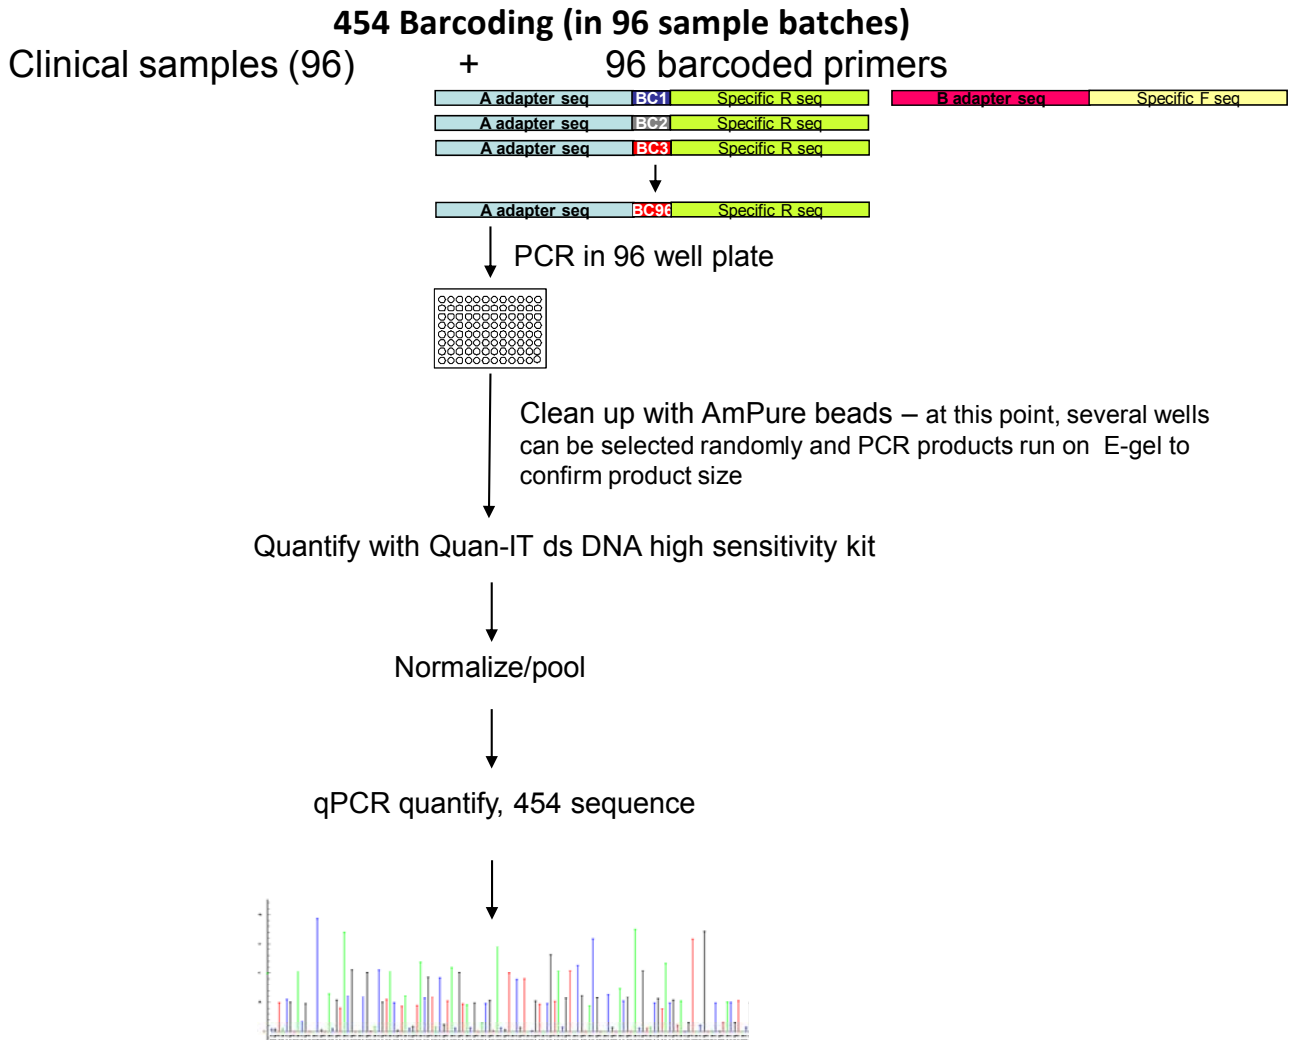 454 Barcoding (in 96 sample batches)
Clinical samples (96) + 96 barcoded primers
A adapter seq BC1 Specific R seq B adapter seq Specific F seq
A adapter seq BC2 Specific R seq
A adapter seq BC3 Specific R seq
A adapter seq BC96 Specific R seq
PCR in 96 well plate
Clean up with AmPure beads – at this point, several wells
can be selected randomly and PCR products run on E-gel to
confirm product size
Quantify with Quan-IT ds DNA high sensitivity kit
Normalize/pool
qPCR quantify, 454 sequence